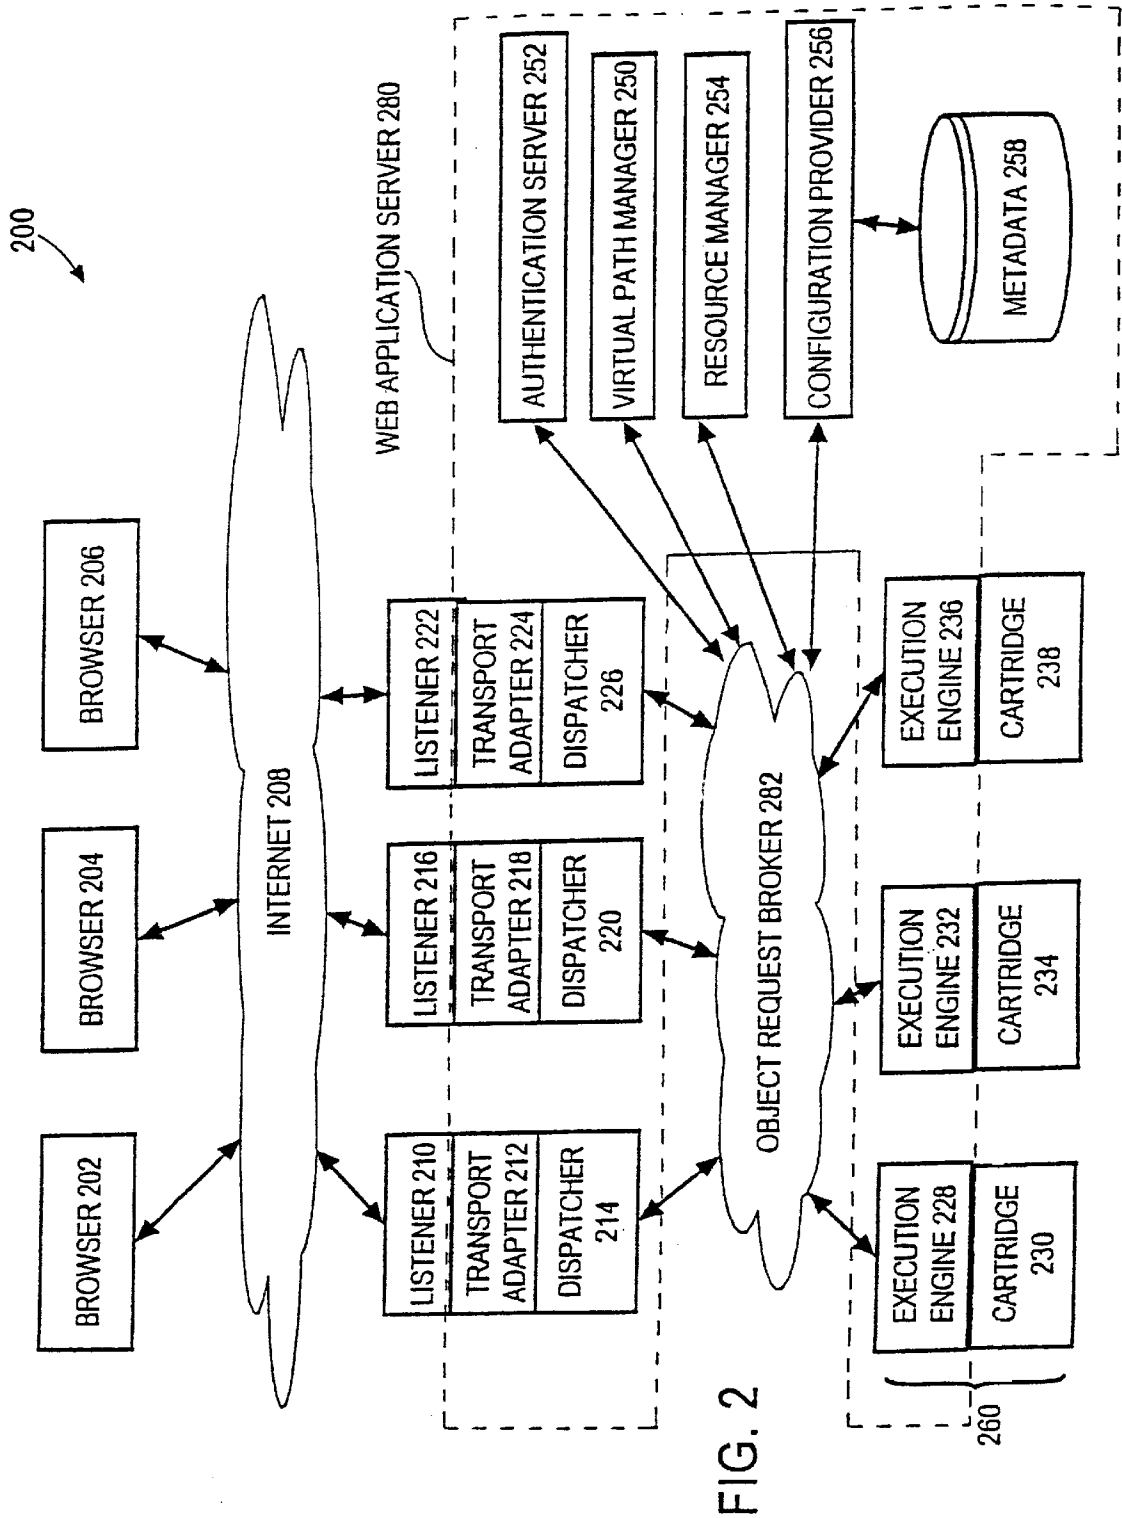 200
BROWSER 202
BROWSER 204
BROWSER 206
INTERNET 208
WEB APPLICATION SERVER 280
LISTENER 210
TRANSPORT
ADAPTER 212
DISPATCHER
214
LISTENER 216
TRANSPORT
ADAPTER 218
DISPATCHER
220
LISTENER 222
TRANSPORT
ADAPTER 224
DISPATCHER
226
AUTHENTICATION SERVER 252
VIRTUAL PATH MANAGER 250
RESOURCE MANAGER 254
CONFIGURATION PROVIDER 256
METADATA 258
OBJECT REQUEST BROKER 282
EXECUTION
ENGINE 228
CARTRIDGE
230
EXECUTION
ENGINE 232
CARTRIDGE
234
EXECUTION
ENGINE 236
CARTRIDGE
238
260
FIG. 2